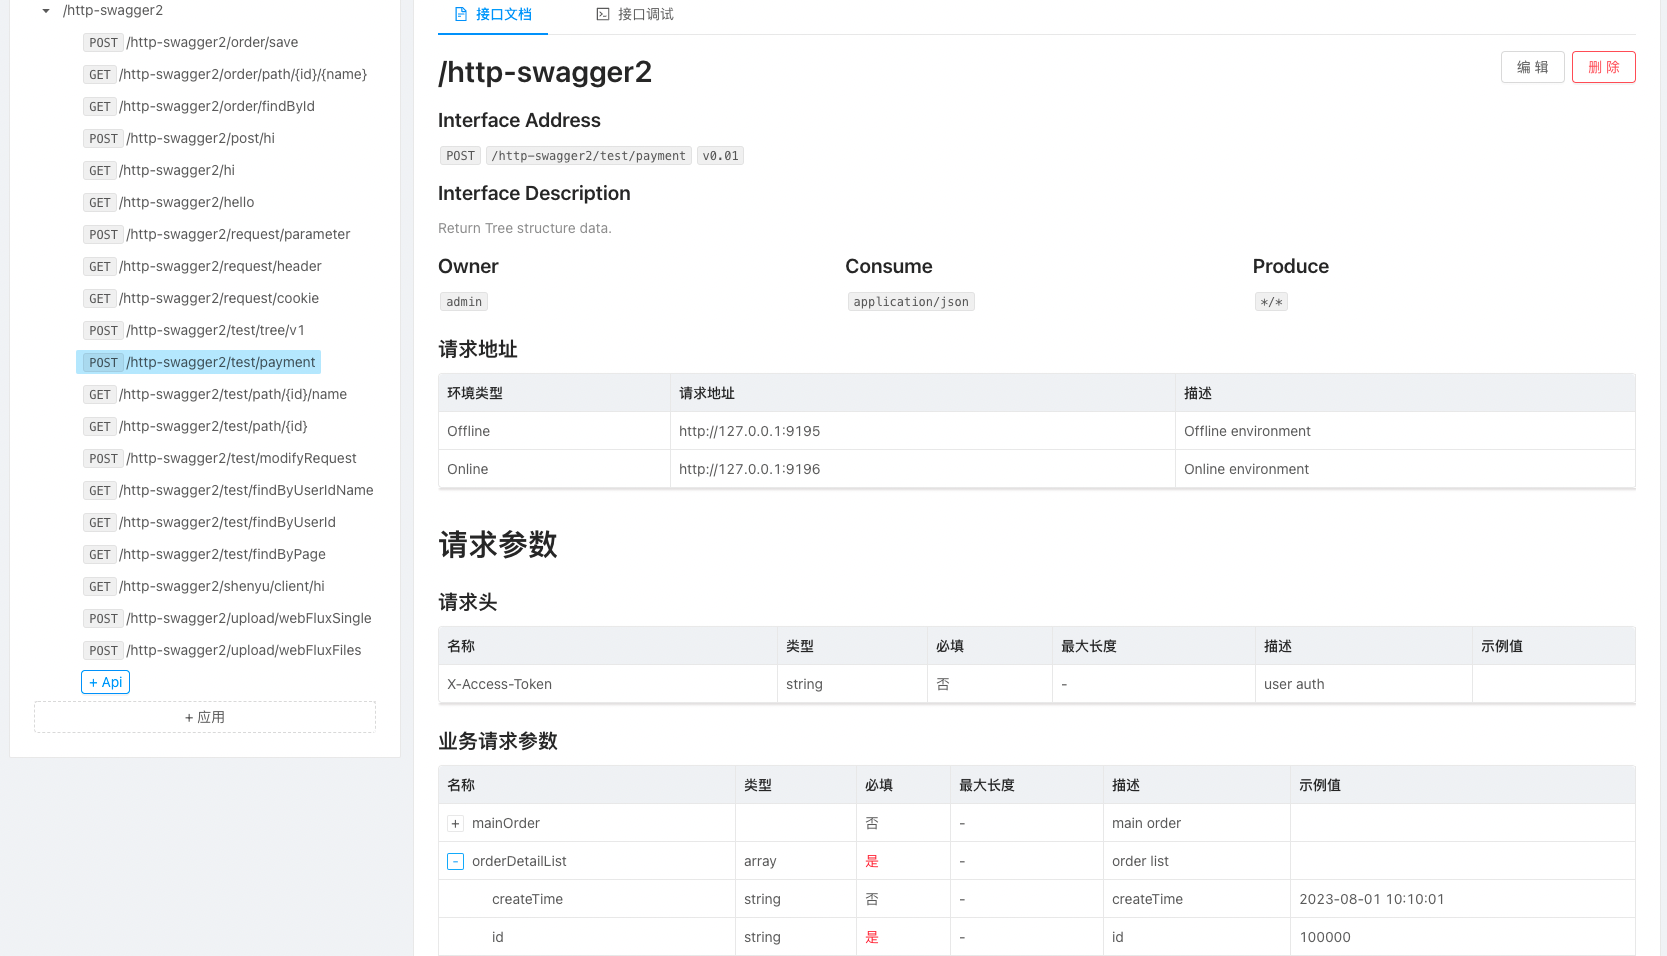 /http-swagger2
POST /http-swagger2/order/save
GET /http-swagger2/order/path/{id}/{name}
GET /http-swagger2/order/findById
POST /http-swagger2/post/hi
GET /http-swagger2/hi
GET /http-swagger2/hello
POST /http-swagger2/request/parameter
GET /http-swagger2/request/header
GET /http-swagger2/request/cookie
POST /http-swagger2/test/tree/v1
POST /http-swagger2/test/payment
GET /http-swagger2/test/path/{id}/name
GET /http-swagger2/test/path/{id}
POST /http-swagger2/test/modifyRequest
GET /http-swagger2/test/findByUserIdName
GET /http-swagger2/test/findByUserId
GET /http-swagger2/test/findByPage
GET /http-swagger2/shenyu/client/hi
POST /http-swagger2/upload/webFluxSingle
POST /http-swagger2/upload/webFluxFiles
+ Api
+ 应用
接口文档 接口调试
/http-swagger2 编 辑 删 除
Interface Address
POST /http-swagger2/test/payment v0.01
Interface Description
Return Tree structure data.
Owner Consume Produce
admin application/json */*
请求地址
环境类型 请求地址 描述
Offline http://127.0.0.1:9195 Offline environment
Online http://127.0.0.1:9196 Online environment
请求参数
请求头
名称 类型 必填 最大长度 描述 示例值
X-Access-Token string 否 - user auth
业务请求参数
名称 类型 必填 最大长度 描述 示例值
+ mainOrder 否 - main order
- orderDetailList array 是 - order list
createTime string 否 - createTime 2023-08-01 10:10:01
id string 是 - id 100000